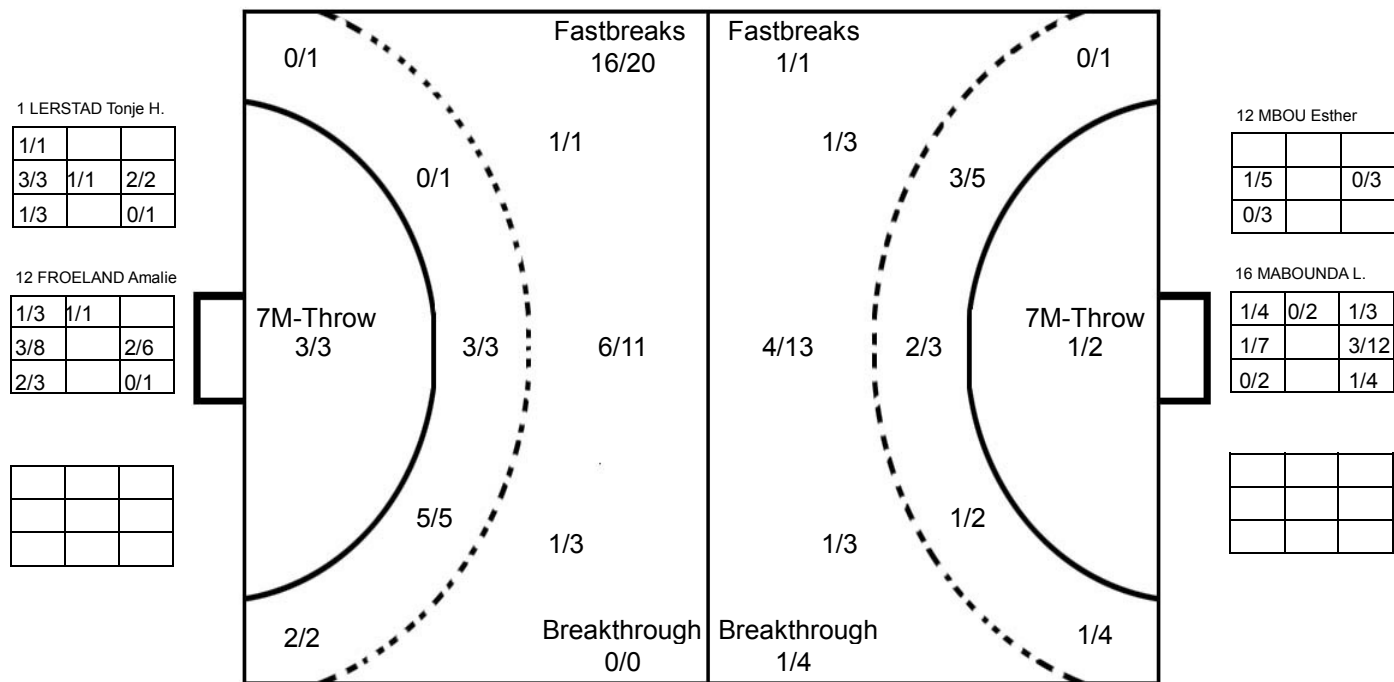 Fastbreaks Fastbreaks
0/1 16/20 1/1 0/1
1 LERSTAD Tonje H.
1/1
3/3 1/1 2/2
1/3 0/1
12 MBOU Esther
1/5 0/3
0/3
1/1 1/3
0/1 3/5
12 FROELAND Amalie
1/3 1/1
3/8 2/6
2/3 0/1
16 MABOUNDA L.
1/4 0/2 1/3
1/7 3/12
0/2 1/4
7M-Throw 7M-Throw
3/3 3/3 6/11 4/13 2/3 1/2
5/5 1/2
1/3 1/3
2/2 Breakthrough Breakthrough 1/4
0/0 1/4